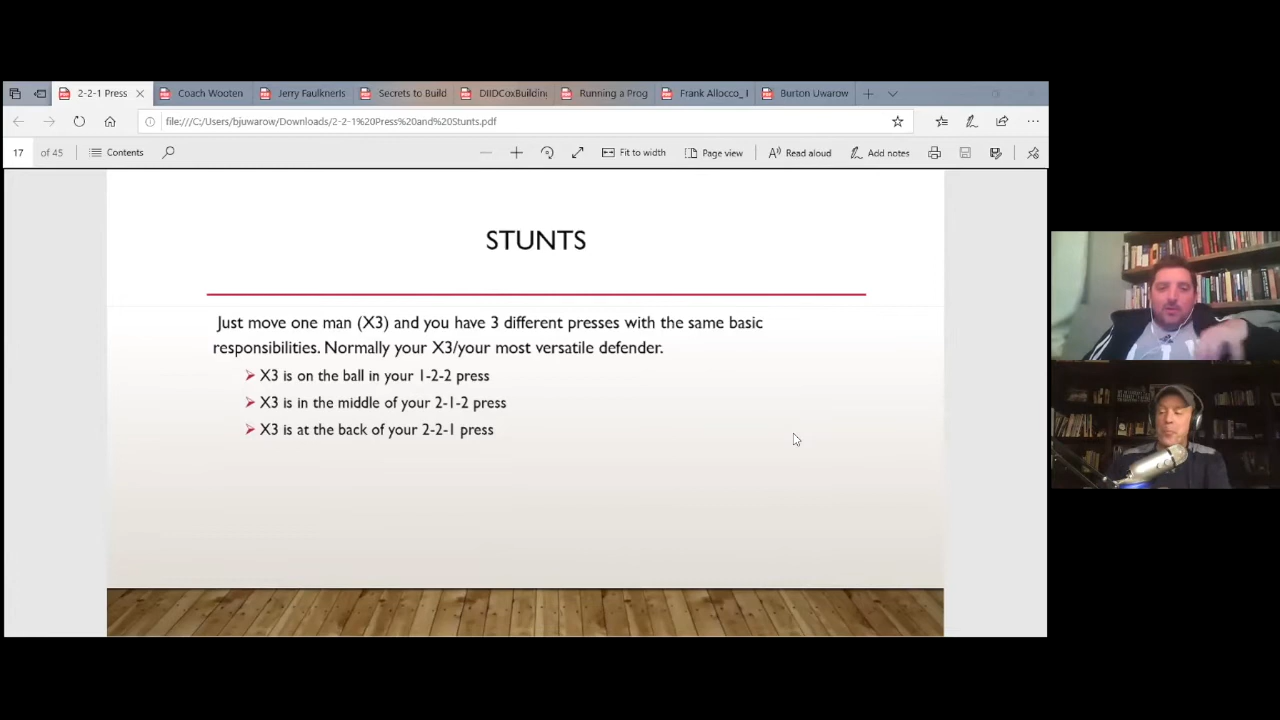 2-2-1 Press
Coach Wooten
Jerry Faulknerls
Secrets to Build
DIIDCoxBuilding
Running a Prog
Frank Allocco_ I
Burton Uwarow
file:///C:/Users/bjuwarow/Downloads/2-2-1%20Press%20and%20Stunts.pdf
17 of 45 Contents Fit to width Page view Read aloud Add notes
STUNTS
Just move one man (X3) and you have 3 different presses with the same basic
responsibilities. Normally your X3/your most versatile defender.
X3 is on the ball in your 1-2-2 press
X3 is in the middle of your 2-1-2 press
X3 is at the back of your 2-2-1 press